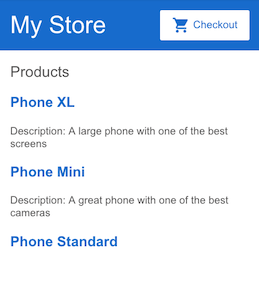 My Store
Checkout
Products
Phone XL
Description: A large phone with one of the best
screens
Phone Mini
Description: A great phone with one of the best
cameras
Phone Standard